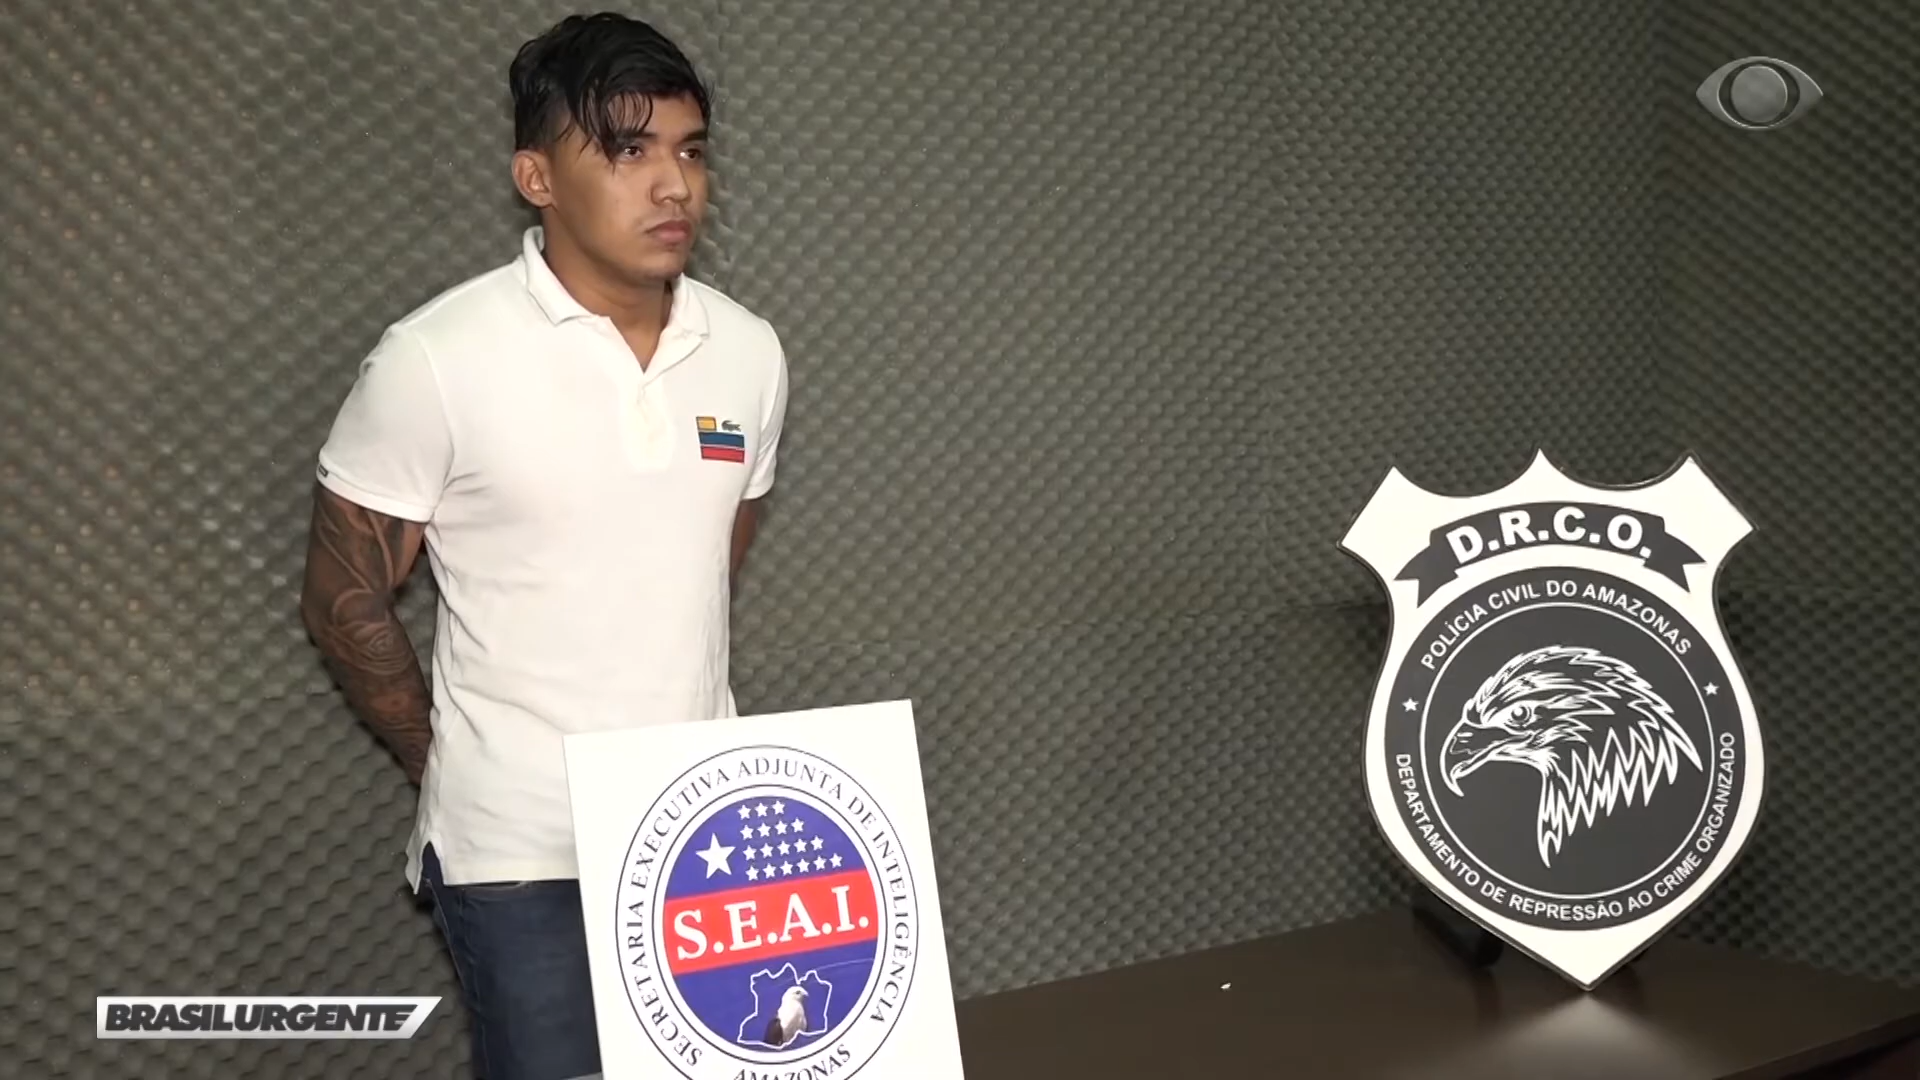 D.R.C.O.
POLÍCIA CIVIL DO AMAZONAS
DEPARTAMENTO DE REPRESSÃO AO CRIME ORGANIZADO
SECRETARIA EXECUTIVA ADJUNTA DE INTELIGÊNCIA
S.E.A.I.
AMAZONAS
BRASILURGENTE